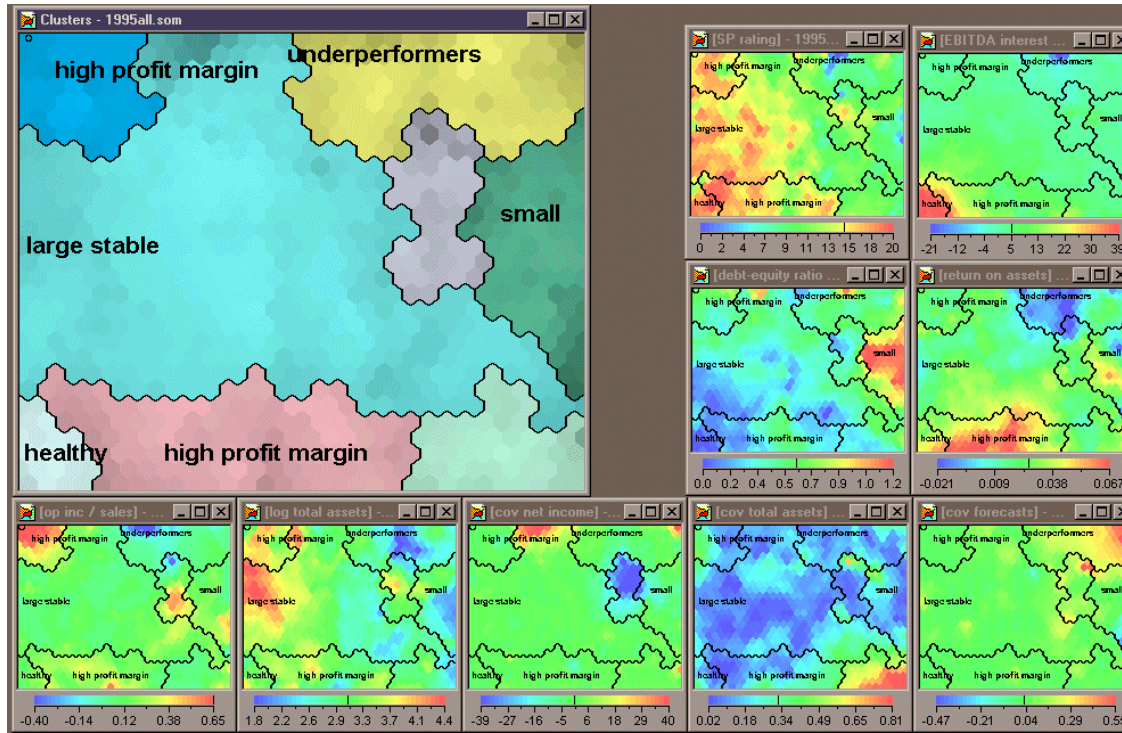 Clusters - 1995all.som
high profit margin
underperformers
large stable
small
healthy
high profit margin
[SP rating] - 1995...
high profit margin
underperformers
large stable
small
healthy
high profit margin
0 2 4 7 9 11 13 15 18 20
[EBITDA interest ...
high profit margin
underperformers
large stable
small
healthy
high profit margin
-21 -12 -4 5 13 22 30 39
[debt-equity ratio ...
high profit margin
underperformers
large stable
small
healthy
high profit margin
0.0 0.1 0.3 0.4 0.5 0.7 0.9 1.0 1.2
[return on assets] ...
high profit margin
underperformers
large stable
small
healthy
high profit margin
-0.021 0.009 0.038 0.067
[op inc / sales] - ...
high profit margin
underperformers
large stable
small
healthy
high profit margin
-0.40 -0.14 0.12 0.38 0.65
[log total assets] - ...
high profit margin
underperformers
large stable
small
healthy
high profit margin
1.8 2.2 2.6 2.9 3.3 3.7 4.1 4.4
[cov net income] - ...
high profit margin
underperformers
large stable
small
healthy
high profit margin
-39 -27 -16 -5 6 18 29 40
[cov total assets] - ...
high profit margin
underperformers
large stable
small
healthy
high profit margin
0.02 0.18 0.34 0.49 0.65 0.81
[cov forecasts] - ...
high profit margin
underperformers
large stable
small
healthy
high profit margin
-0.47 -0.21 0.04 0.29